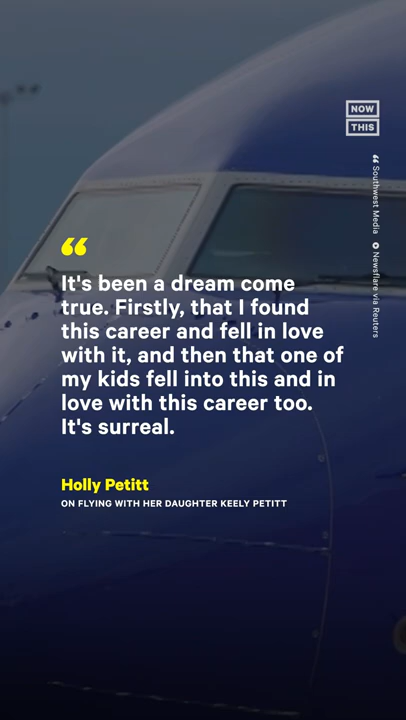 NOW
THIS
“ Southwest Media Newsflare via Reuters
“
It's been a dream come
true. Firstly, that I found
this career and fell in love
with it, and then that one of
my kids fell into this and in
love with this career too.
It's surreal.
Holly Petitt
ON FLYING WITH HER DAUGHTER KEELY PETITT